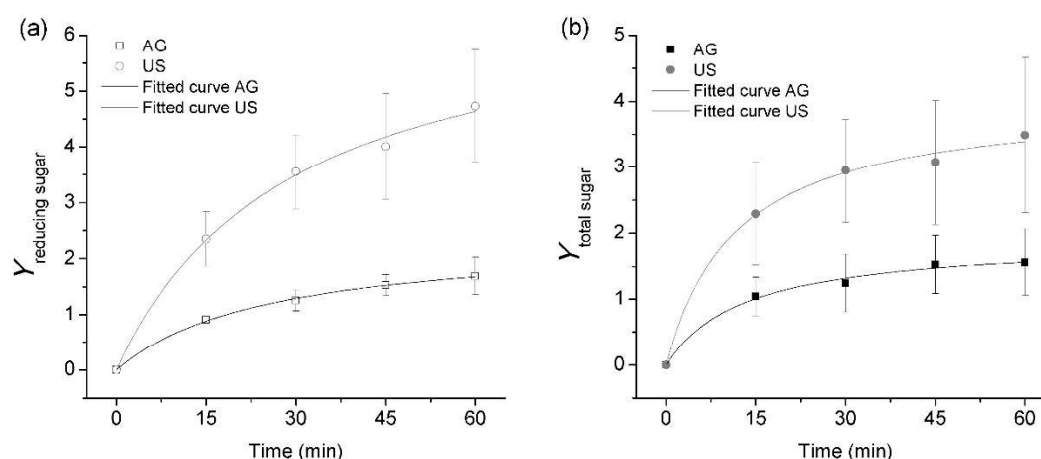 (a)
AG
US
Fitted curve AG
Fitted curve US
Y reducing sugar
6
5
4
3
2
1
0
0 15 30 45 60
Time (min)
(b)
AG
US
Fitted curve AG
Fitted curve US
Y total sugar
5
4
3
2
1
0
0 15 30 45 60
Time (min)